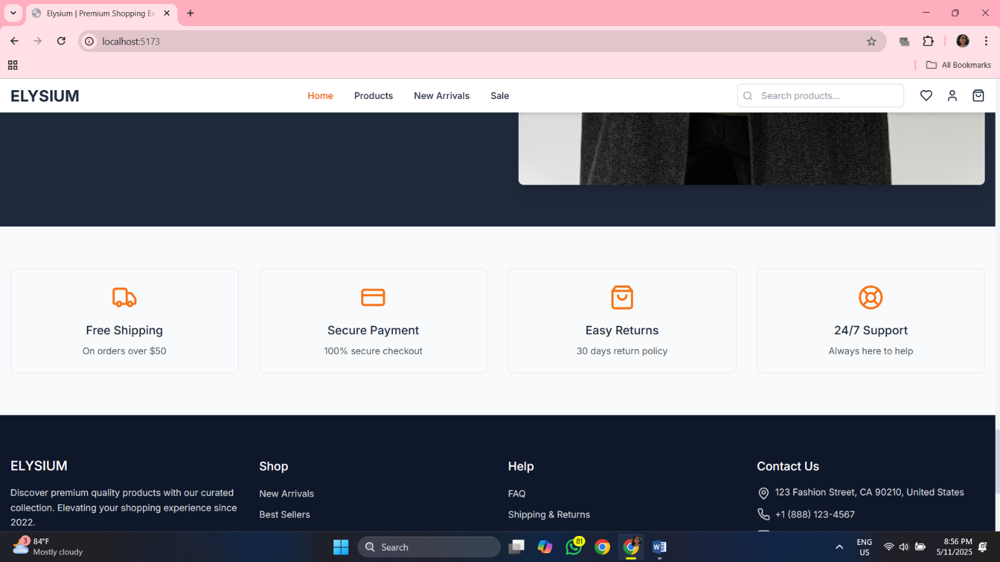 Elysium | Premium Shopping Ex
localhost:5173
All Bookmarks
ELYSIUM
Home
Products
New Arrivals
Sale
Search products...
Free Shipping
On orders over $50
Secure Payment
100% secure checkout
Easy Returns
30 days return policy
24/7 Support
Always here to help
ELYSIUM
Discover premium quality products with our curated
collection. Elevating your shopping experience since
2022.
Shop
New Arrivals
Best Sellers
Help
FAQ
Shipping & Returns
Contact Us
123 Fashion Street, CA 90210, United States
+1 (888) 123-4567
3
84°F
Mostly cloudy
Search
81
W
ENG
US
8:56 PM
5/11/2025